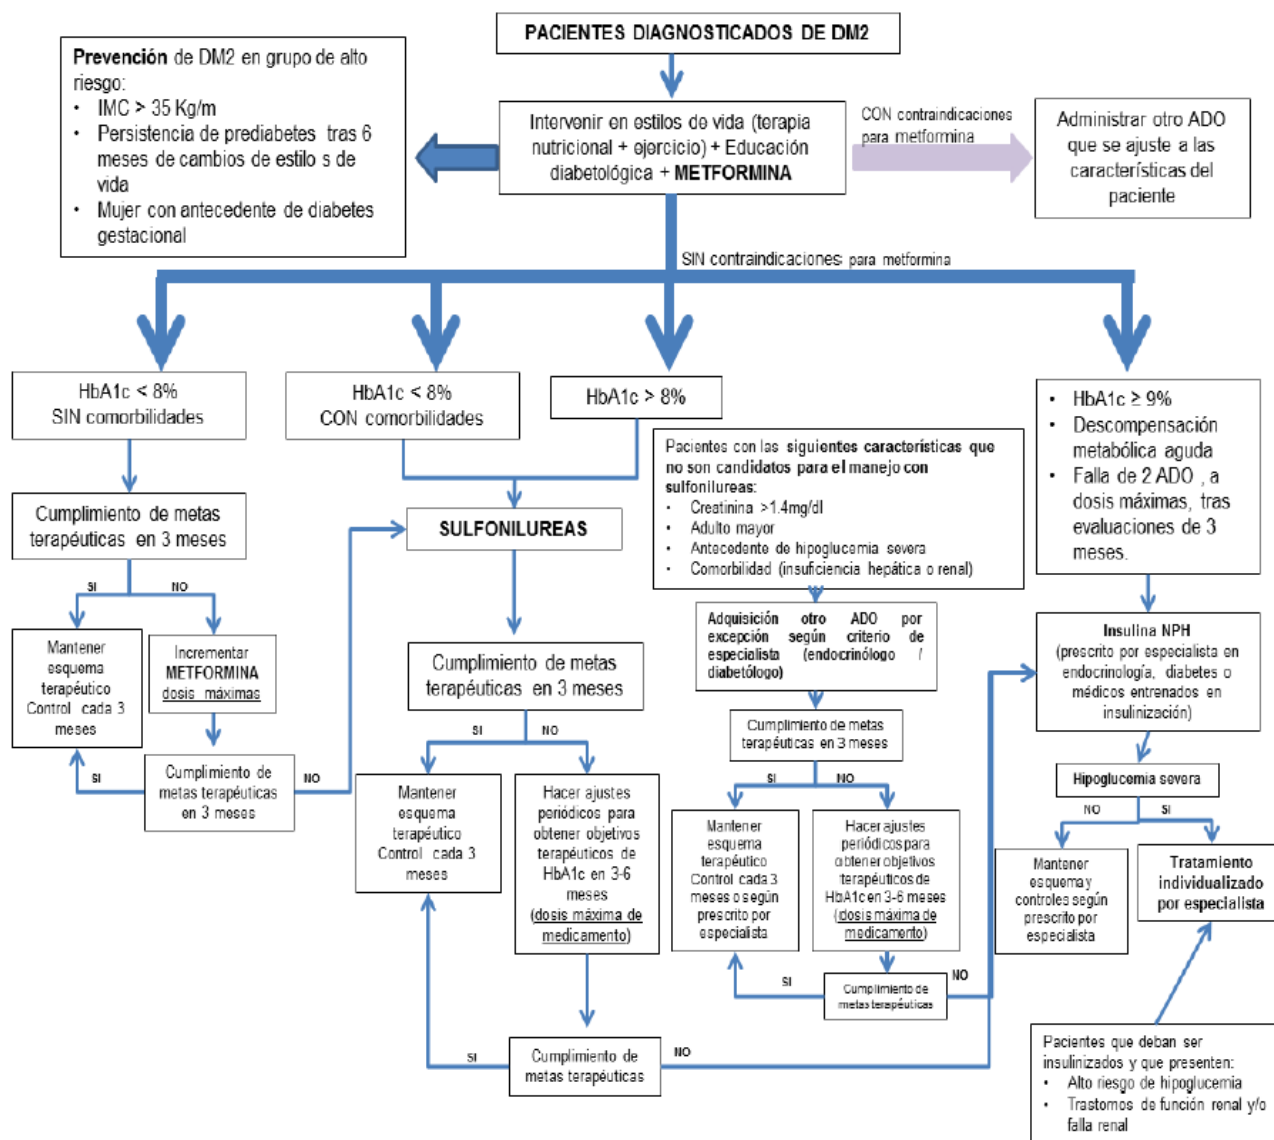 PACIENTES DIAGNOSTICADOS DE DM2
Prevención de DM2 en grupo de alto
riesgo:
• IMC > 35 Kg/m
• Persistencia de prediabetes tras 6
meses de cambios de estilo s de
vida
• Mujer con antecedente de diabetes
gestacional
Intervenir en estilos de vida (terapia
nutricional + ejercicio) + Educación
diabetológica + METFORMINA
CON contraindicaciones
para metformina
Administrar otro ADO
que se ajuste a las
características del
paciente
SIN contraindicaciones para metformina
HbA1c < 8%
SIN comorbilidades
HbA1c < 8%
CON comorbilidades
HbA1c > 8%
• HbA1c ≥ 9%
• Descompensación
metabólica aguda
• Falla de 2 ADO , a
dosis máximas, tras
evaluaciones de 3
meses.
Pacientes con las siguientes características que
no son candidatos para el manejo con
sulfonilureas:
• Creatinina >1.4mg/dl
• Adulto mayor
• Antecedente de hipoglucemia severa
• Comorbilidad (insuficiencia hepática o renal)
Cumplimiento de metas
terapéuticas en 3 meses
SULFONILUREAS
SI
NO
Mantener
esquema
terapéutico
Control cada 3
meses
Incrementar
METFORMINA
dosis máximas
SI
Cumplimiento de
metas terapéuticas
en 3 meses
NO
Cumplimiento de metas
terapéuticas en 3 meses
SI
NO
Mantener
esquema
terapéutico
Control cada 3
meses
Hacer ajustes
periódicos para
obtener objetivos
terapéuticos de
HbA1c en 3-6
meses
(dosis máxima de
medicamento)
SI
Cumplimiento de
metas terapéuticas
NO
Adquisición otro ADO por
excepción según criterio de
especialista (endocrinólogo /
diabetólogo)
Cumplimiento de metas
terapéuticas en 3 meses
SI
NO
Mantener
esquema
terapéutico
Control cada 3
meses o según
prescrito por
especialista
Hacer ajustes
periódicos para
obtener objetivos
terapéuticos de
HbA1c en 3-6 meses
(dosis máxima de
medicamento)
SI
Cumplimiento de
metas terapéuticas
NO
Insulina NPH
(prescrito por especialista en
endocrinología, diabetes o
médicos entrenados en
insulinización)
Hipoglucemia severa
NO
SI
Mantener
esquema y
controles según
prescrito por
especialista
Tratamiento
individualizado
por especialista
Pacientes que deban ser
insulinizados y que presenten:
• Alto riesgo de hipoglucemia
• Trastornos de función renal y/o
falla renal